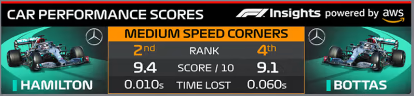 CAR PERFORMANCE SCORES
F1 Insights powered by aws
MEDIUM SPEED CORNERS
2nd RANK 4th
9.4 SCORE / 10 9.1
HAMILTON 0.010s TIME LOST 0.060s BOTTAS